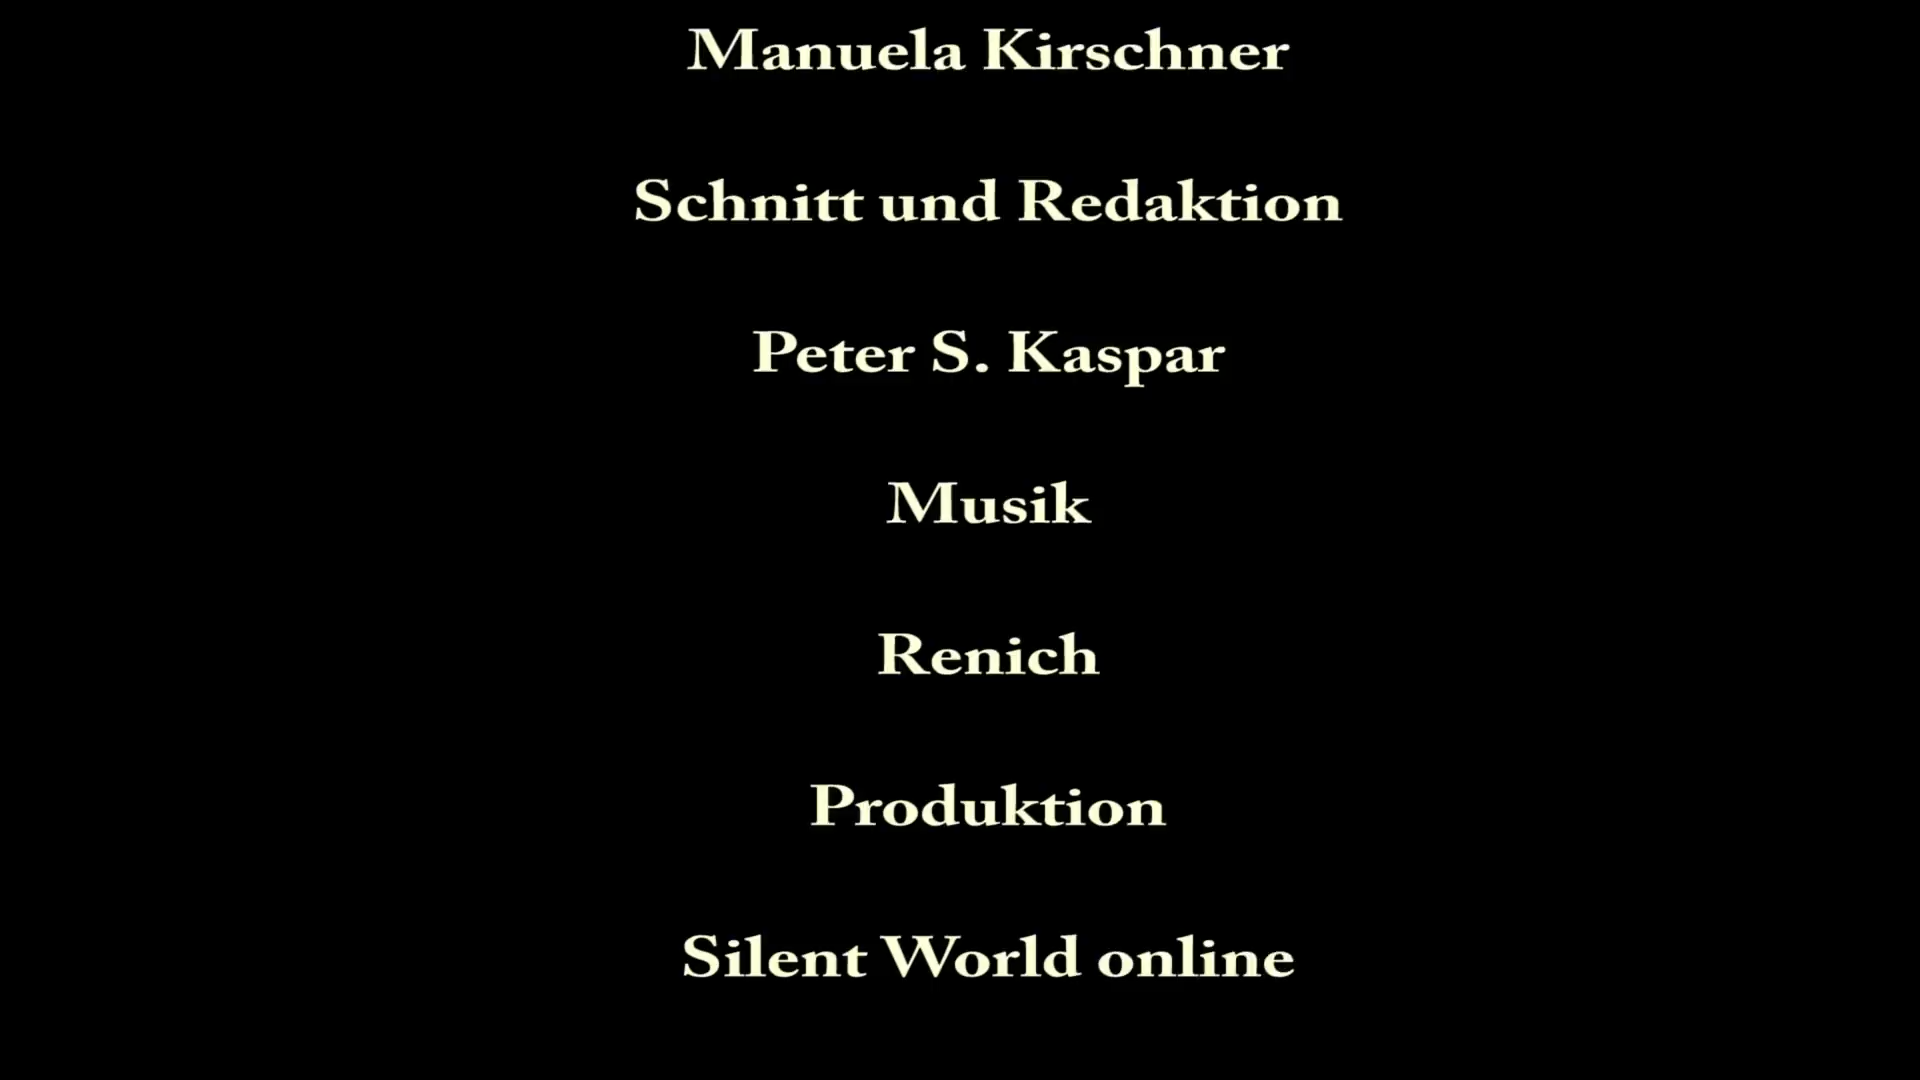 Manuela Kirschner
Schnitt und Redaktion
Peter S. Kaspar
Musik
Renich
Produktion
Silent World online